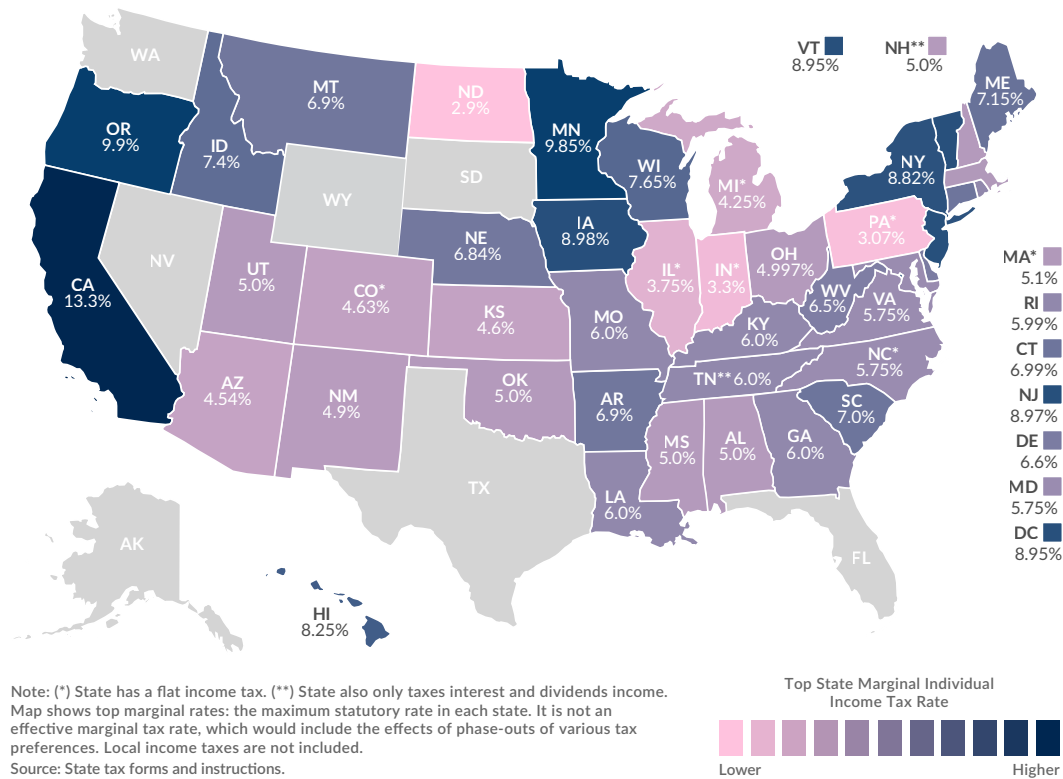 WA
MT
6.9%
ND
2.9%
VT
8.95%
NH**
5.0%
ME
7.15%
OR
9.9%
ID
7.4%
MN
9.85%
WI
7.65%
NY
8.82%
SD
WY
MI*
4.25%
IA
8.98%
NE
6.84%
PA*
3.07%
NV
UT
5.0%
CO*
4.63%
IL*
3.75%
IN*
3.3%
OH
4.997%
MA*
5.1%
CA
13.3%
KS
4.6%
MO
6.0%
WV
6.5%
VA
5.75%
RI
5.99%
KY
6.0%
CT
6.99%
AZ
4.54%
NM
4.9%
OK
5.0%
TN** 6.0%
NC*
5.75%
NJ
8.97%
AR
6.9%
SC
7.0%
MS
5.0%
AL
5.0%
GA
6.0%
DE
6.6%
TX
LA
6.0%
MD
5.75%
AK
FL
DC
8.95%
HI
8.25%
Note: (*) State has a flat income tax. (**) State also only taxes interest and dividends income.
Map shows top marginal rates: the maximum statutory rate in each state. It is not an
effective marginal tax rate, which would include the effects of phase-outs of various tax
preferences. Local income taxes are not included.
Source: State tax forms and instructions.
Top State Marginal Individual
Income Tax Rate
Lower
Higher